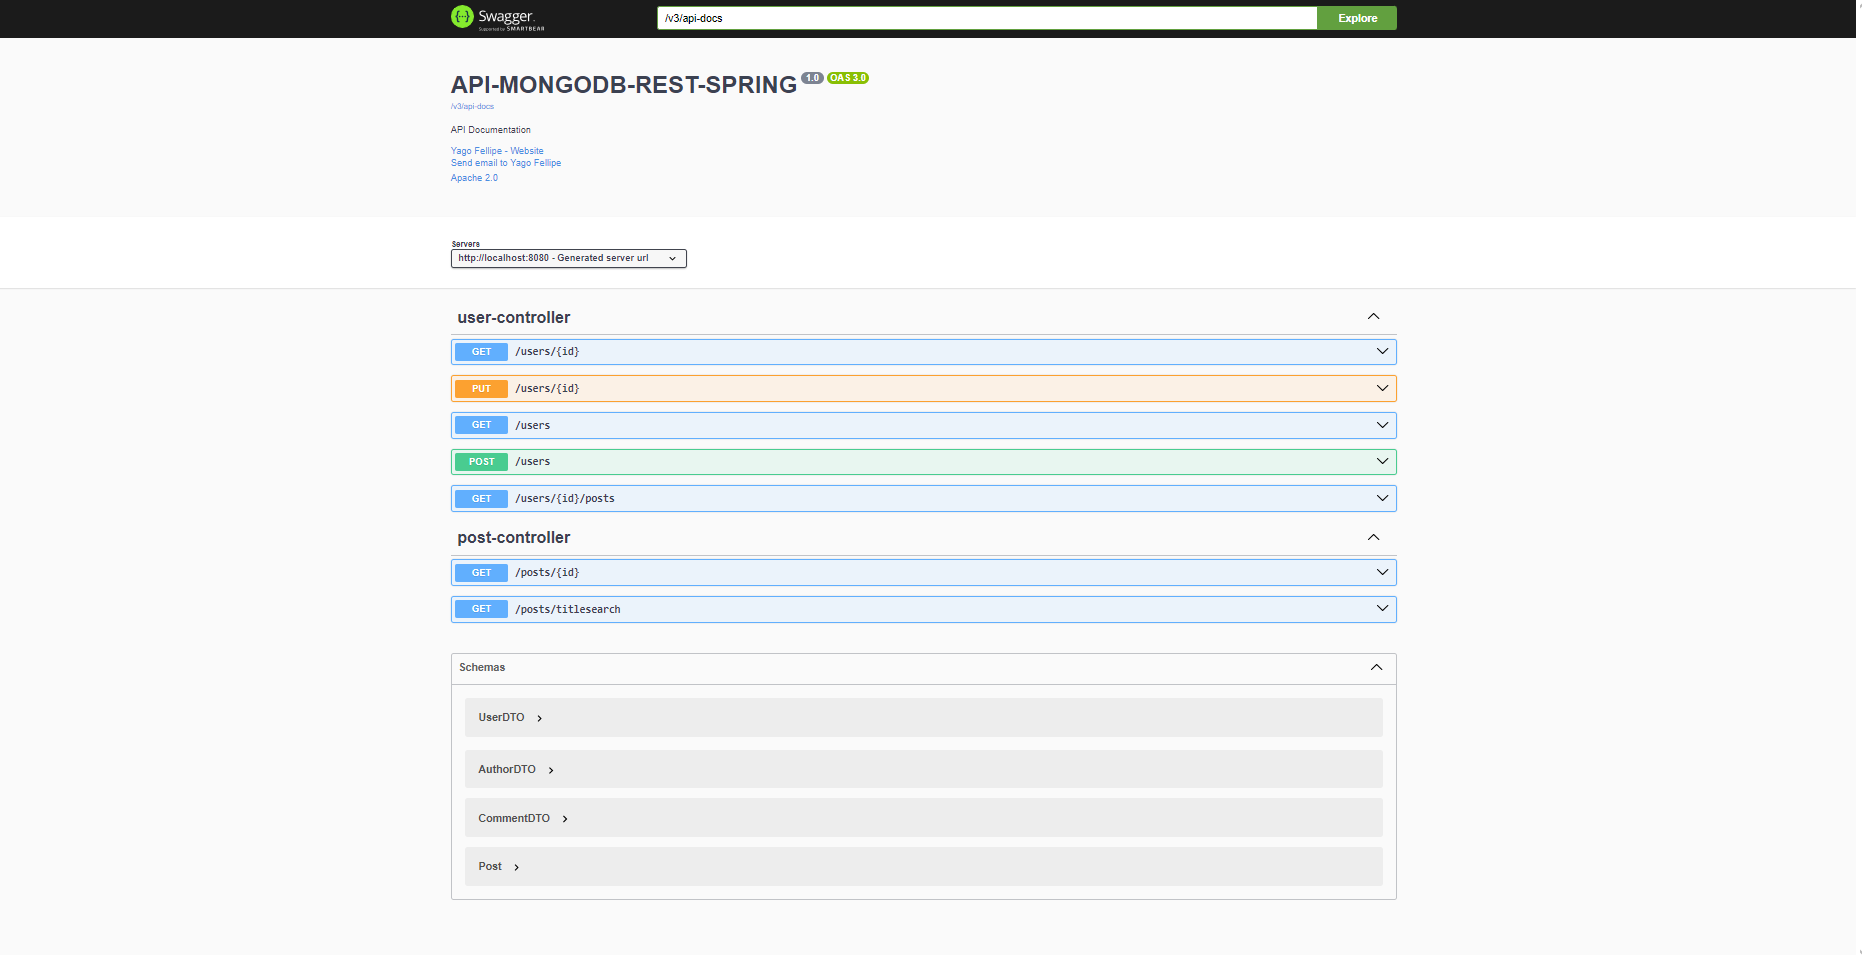 Swagger.
Supported by SMARTBEAR
/v3/api-docs
Explore
API-MONGODB-REST-SPRING 1.0 OAS 3.0
/v3/api-docs
API Documentation
Yago Fellipe - Website
Send email to Yago Fellipe
Apache 2.0
Servers
http://localhost:8080 - Generated server url
user-controller
GET /users/{id}
PUT /users/{id}
GET /users
POST /users
GET /users/{id}/posts
post-controller
GET /posts/{id}
GET /posts/titlesearch
Schemas
UserDTO
AuthorDTO
CommentDTO
Post